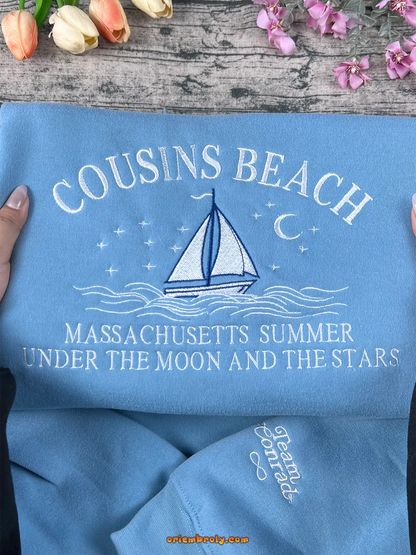 COUSINS BEACH
MASSACHUSETTS SUMMER
UNDER THE MOON AND THE STARS
Team
Conrad
oriembroly.com